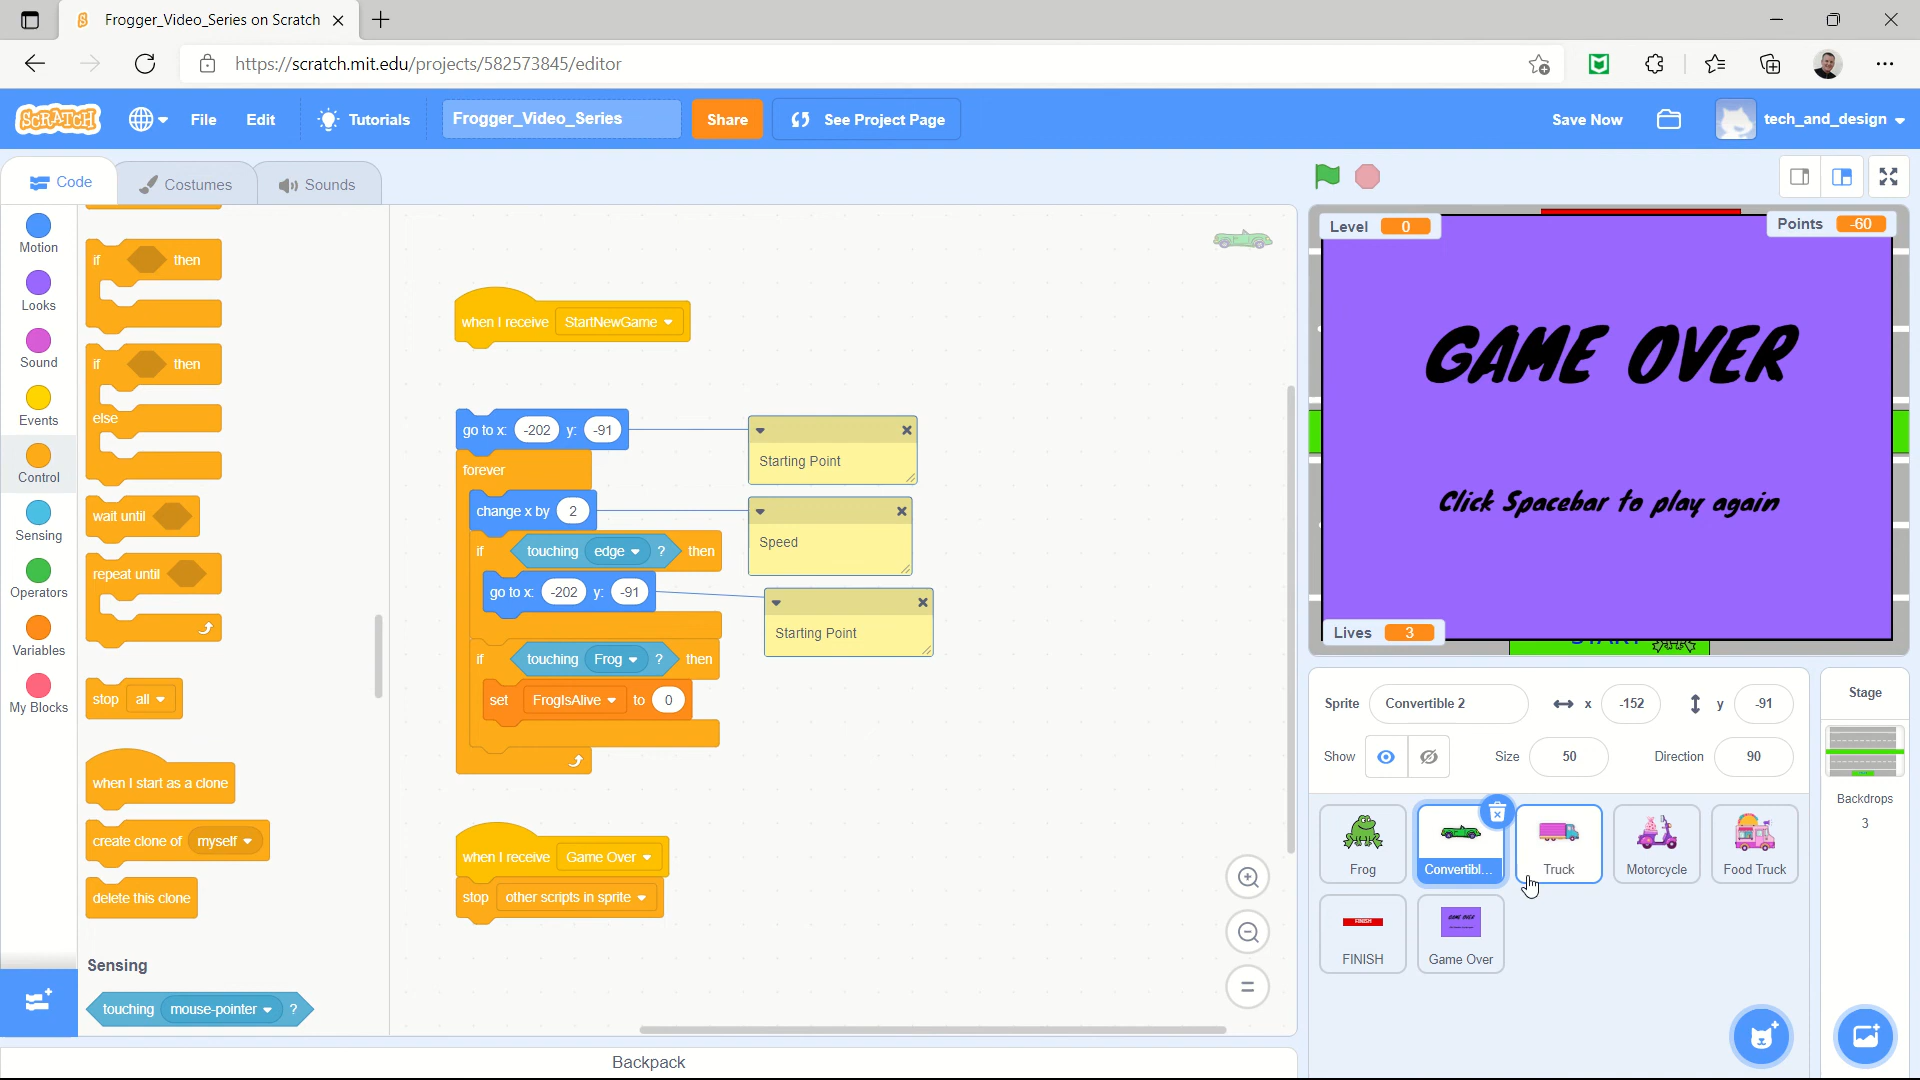 Frogger_Video_Series on Scratch
https://scratch.mit.edu/projects/582573845/editor
SCRATCH File Edit Tutorials Frogger_Video_Series Share See Project Page Save Now tech_and_design
Code Costumes Sounds
Motion
Looks
Sound
Events
Control
Sensing
Operators
Variables
My Blocks
if then
if then
else
wait until
repeat until
stop all
when I start as a clone
create clone of myself
delete this clone
Sensing
touching mouse-pointer ?
when I receive StartNewGame
go to x: -202 y: -91
Starting Point
forever
change x by 2
Speed
if touching edge ? then
go to x: -202 y: -91
Starting Point
if touching Frog ? then
set FrogIsAlive to 0
when I receive Game Over
stop other scripts in sprite
Backpack
Level 0
Points -60
GAME OVER
Click Spacebar to play again
Lives 3
START
Sprite Convertible 2 x -152 y -91
Show Size 50 Direction 90
Frog Convertibl... Truck Motorcycle Food Truck
FINISH
FINISH
GAME OVER
Game Over
Stage
Backdrops
3